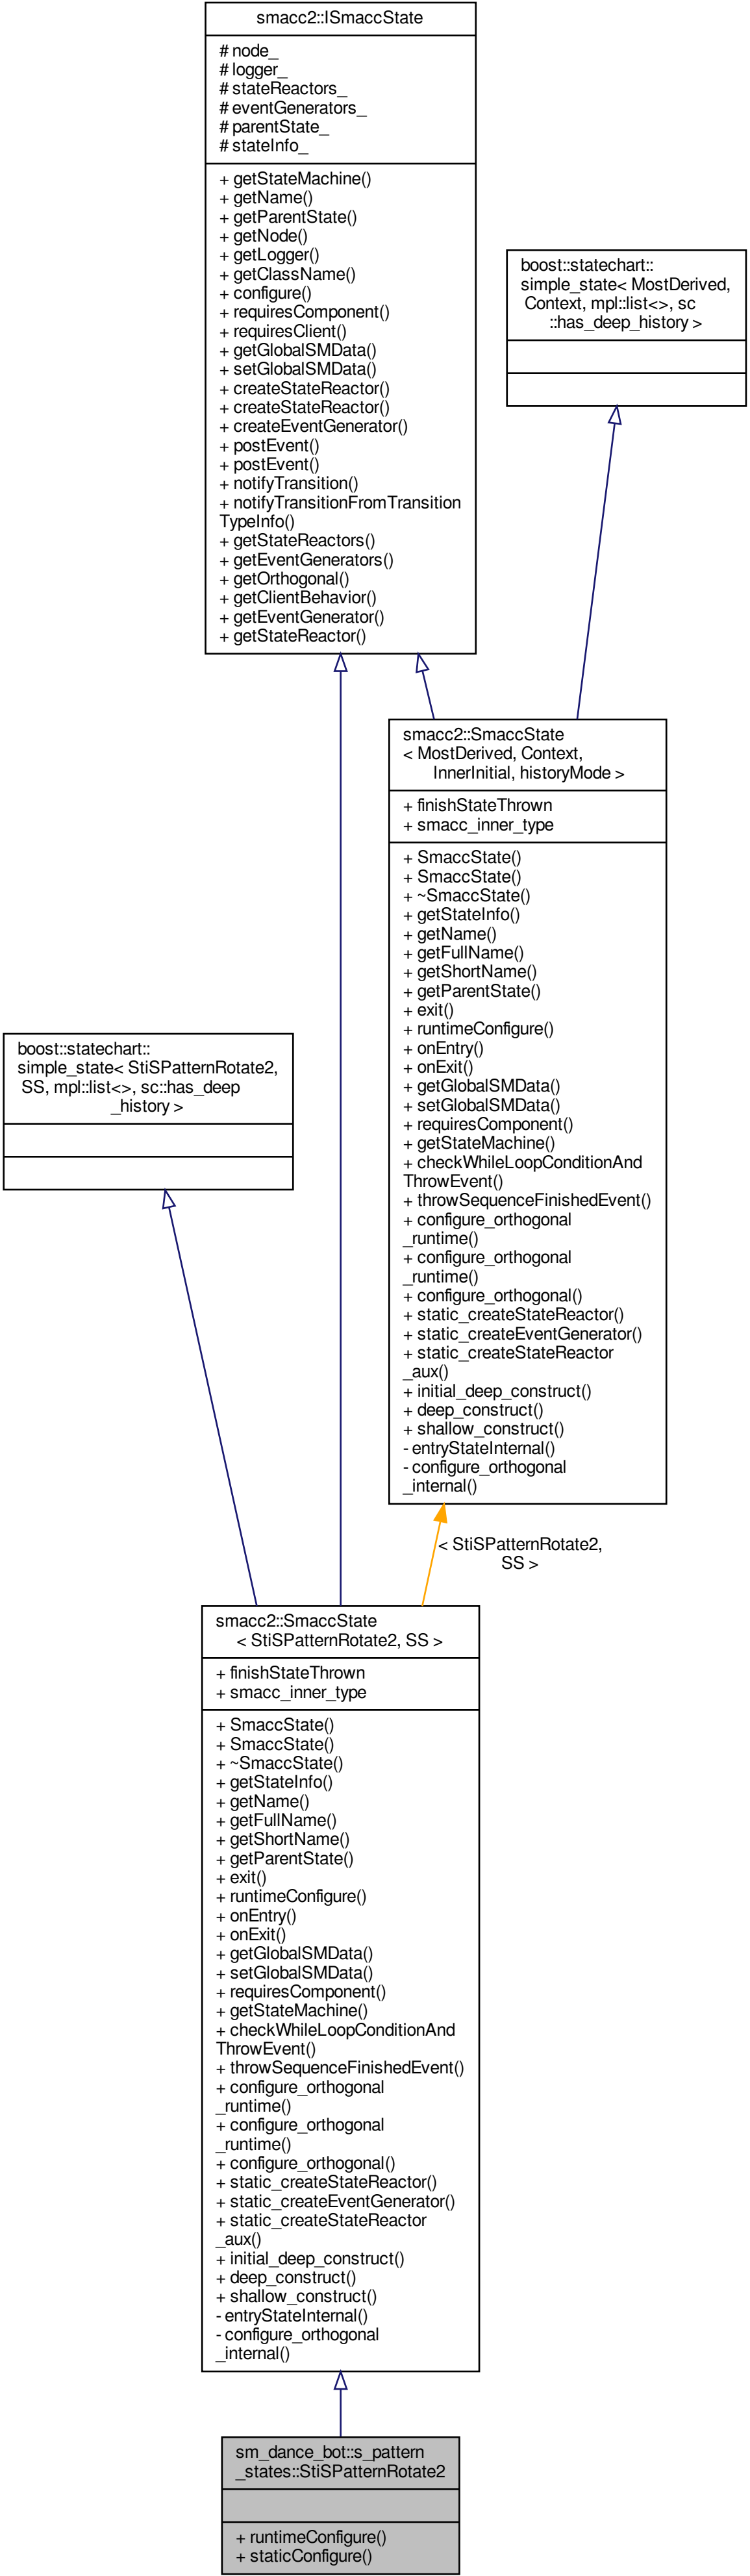 smacc2::ISmaccState
# node_
# logger_
# stateReactors_
# eventGenerators_
# parentState_
# stateInfo_
+ getStateMachine()
+ getName()
+ getParentState()
+ getNode()
+ getLogger()
+ getClassName()
+ configure()
+ requiresComponent()
+ requiresClient()
+ getGlobalSMData()
+ setGlobalSMData()
+ createStateReactor()
+ createStateReactor()
+ createEventGenerator()
+ postEvent()
+ postEvent()
+ notifyTransition()
+ notifyTransitionFromTransition
TypeInfo()
+ getStateReactors()
+ getEventGenerators()
+ getOrthogonal()
+ getClientBehavior()
+ getEventGenerator()
+ getStateReactor()
boost::statechart::
simple_state< MostDerived,
Context, mpl::list<>, sc
::has_deep_history >
smacc2::SmaccState
< MostDerived, Context,
InnerInitial, historyMode >
+ finishStateThrown
+ smacc_inner_type
+ SmaccState()
+ SmaccState()
+ ~SmaccState()
+ getStateInfo()
+ getName()
+ getFullName()
+ getShortName()
+ getParentState()
+ exit()
+ runtimeConfigure()
+ onEntry()
+ onExit()
+ getGlobalSMData()
+ setGlobalSMData()
+ requiresComponent()
+ getStateMachine()
+ checkWhileLoopConditionAnd
ThrowEvent()
+ throwSequenceFinishedEvent()
+ configure_orthogonal
_runtime()
+ configure_orthogonal
_runtime()
+ configure_orthogonal()
+ static_createStateReactor()
+ static_createEventGenerator()
+ static_createStateReactor
_aux()
+ initial_deep_construct()
+ deep_construct()
+ shallow_construct()
- entryStateInternal()
- configure_orthogonal
_internal()
boost::statechart::
simple_state< StiSPatternRotate2,
SS, mpl::list<>, sc::has_deep
_history >
< StiSPatternRotate2,
SS >
smacc2::SmaccState
< StiSPatternRotate2, SS >
+ finishStateThrown
+ smacc_inner_type
+ SmaccState()
+ SmaccState()
+ ~SmaccState()
+ getStateInfo()
+ getName()
+ getFullName()
+ getShortName()
+ getParentState()
+ exit()
+ runtimeConfigure()
+ onEntry()
+ onExit()
+ getGlobalSMData()
+ setGlobalSMData()
+ requiresComponent()
+ getStateMachine()
+ checkWhileLoopConditionAnd
ThrowEvent()
+ throwSequenceFinishedEvent()
+ configure_orthogonal
_runtime()
+ configure_orthogonal
_runtime()
+ configure_orthogonal()
+ static_createStateReactor()
+ static_createEventGenerator()
+ static_createStateReactor
_aux()
+ initial_deep_construct()
+ deep_construct()
+ shallow_construct()
- entryStateInternal()
- configure_orthogonal
_internal()
sm_dance_bot::s_pattern
_states::StiSPatternRotate2
+ runtimeConfigure()
+ staticConfigure()